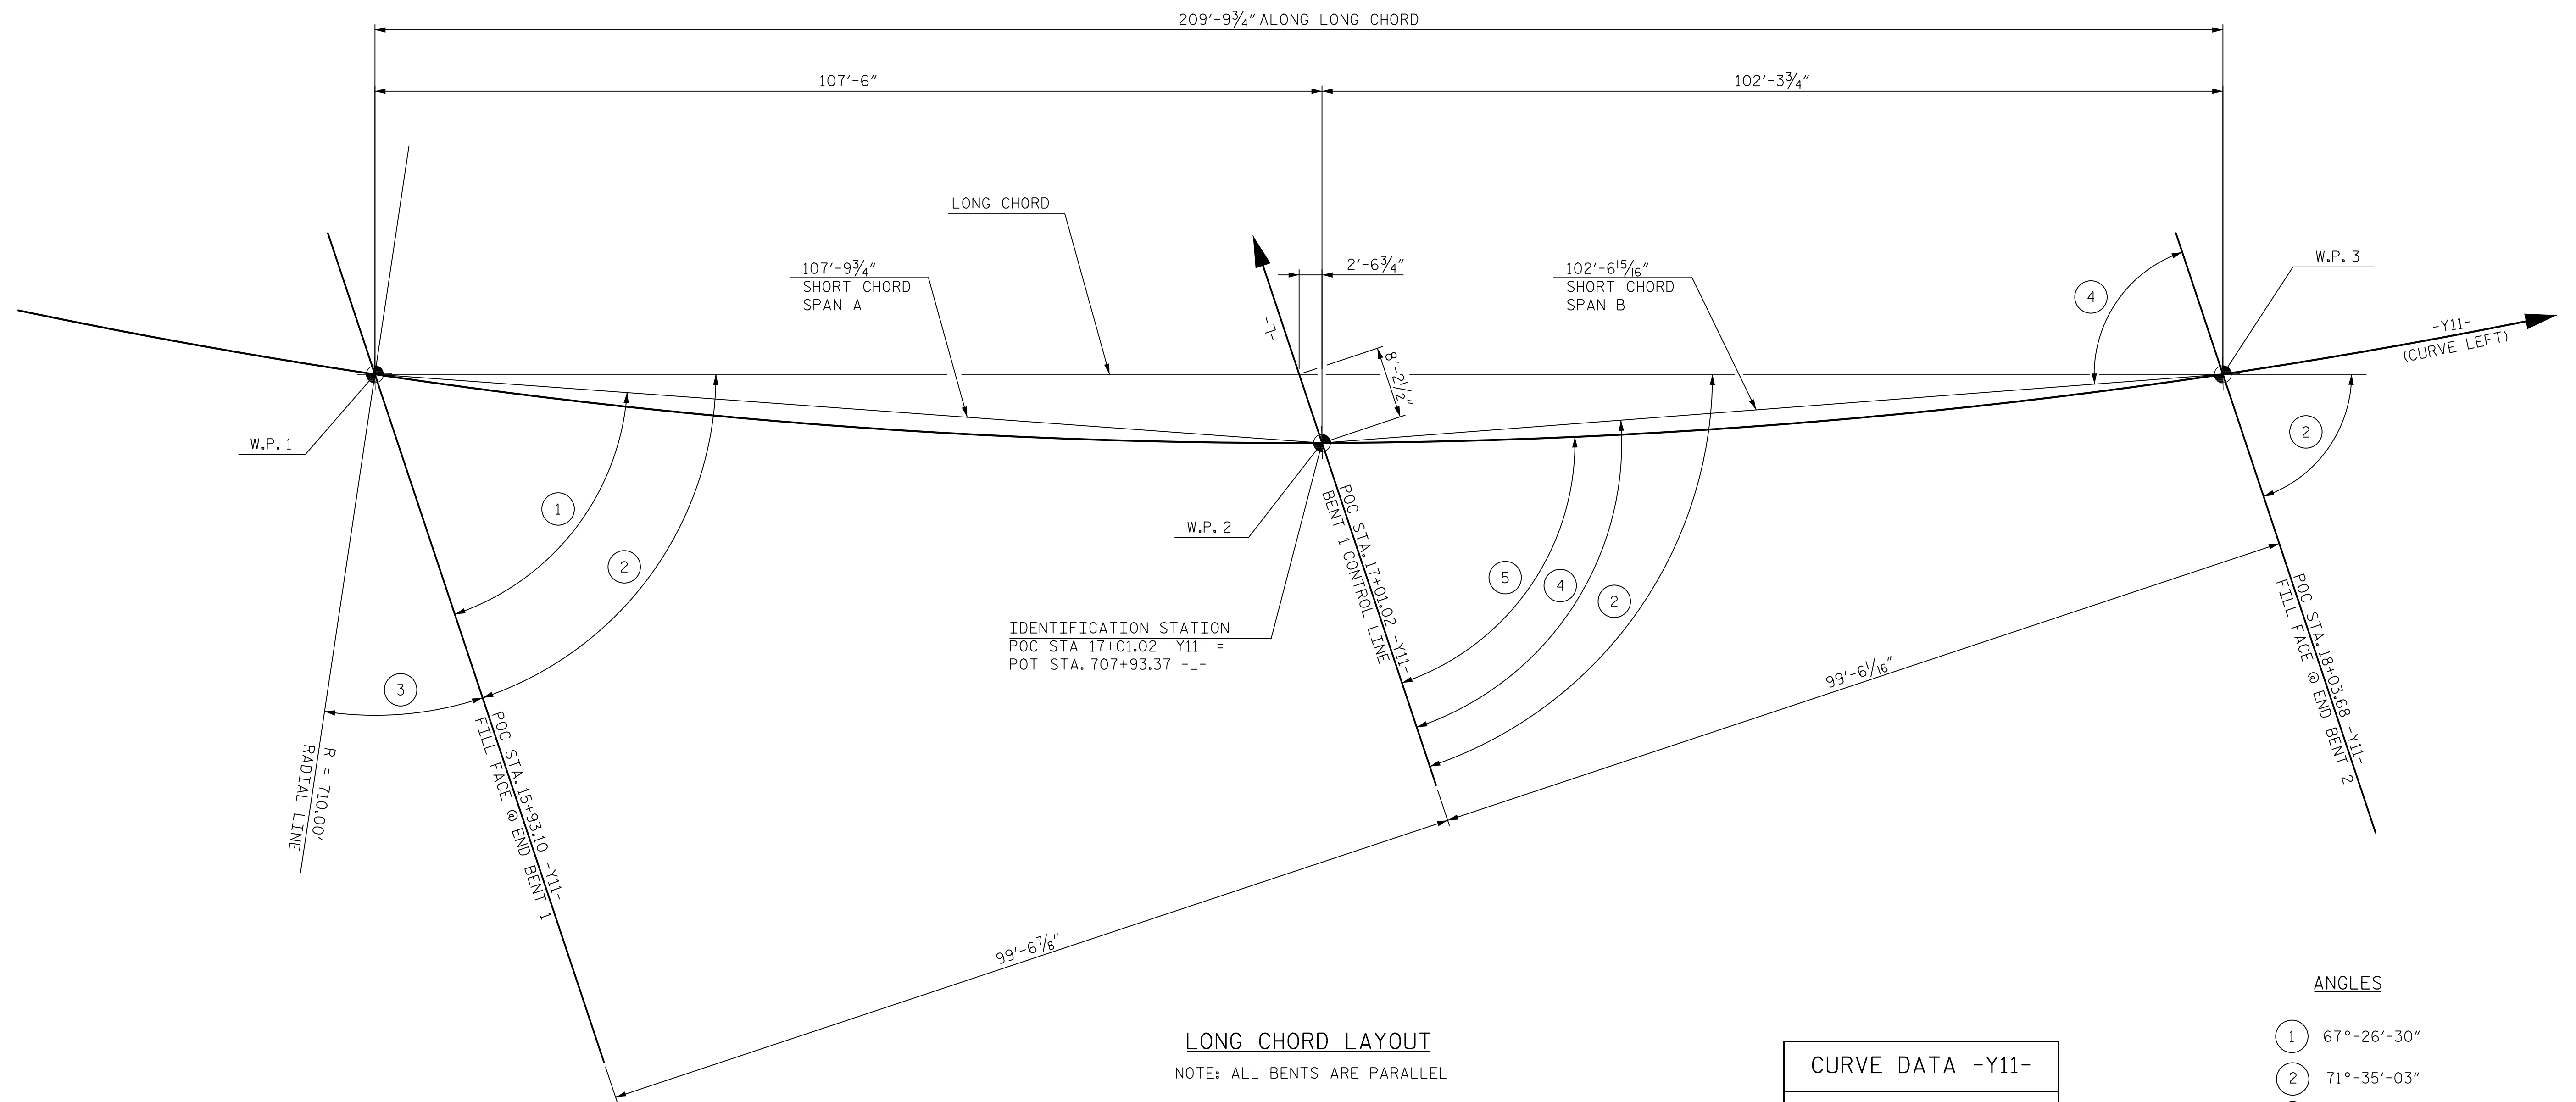 209′-9¾″ ALONG LONG CHORD
107′-6″
102′-3¾″
LONG CHORD
107′-9¾″
SHORT CHORD
SPAN A
2′-6¾″
102′-6 15/16″
SHORT CHORD
SPAN B
W.P. 3
4
-Y11-
(CURVE LEFT)
-L-
8′-2½″
W.P. 1
2
1
W.P. 2
2
5
4
2
POC STA. 17+01.02 -Y11-
BENT 1 CONTROL LINE
IDENTIFICATION STATION
POC STA 17+01.02 -Y11- =
POT STA. 707+93.37 -L-
3
99′-6 1/16″
POC STA. 18+03.68 -Y11-
FILL FACE @ END BENT 2
R = 710.00′
RADIAL LINE
POC STA. 15+93.10 -Y11-
FILL FACE @ END BENT 1
99′-6⅞″
LONG CHORD LAYOUT
NOTE: ALL BENTS ARE PARALLEL
CURVE DATA -Y11-
ANGLES
1 67°-26′-30″
2 71°-35′-03″